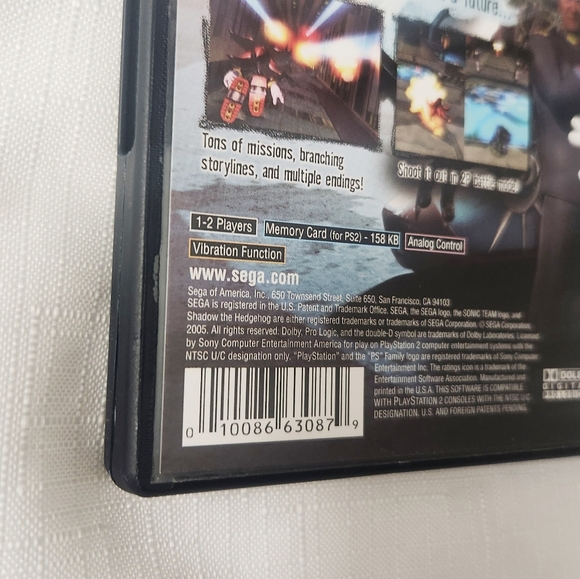 future...
Tons of missions, branching
storylines, and multiple endings!
Shoot it out in 2P battle mode!
1-2 Players
Memory Card (for PS2) - 158 KB
Analog Control
Vibration Function
www.sega.com
Sega of America, Inc., 650 Townsend Street, Suite 650, San Francisco, CA 94103
SEGA is registered in the U.S. Patent and Trademark Office. SEGA, the SEGA logo, the SONIC TEAM logo, and
Shadow the Hedgehog are either registered trademarks or trademarks of SEGA Corporation. © SEGA Corporation,
2005. All rights reserved. Dolby, Pro Logic, and the double-D symbol are trademarks of Dolby Laboratories. Licensed
by Sony Computer Entertainment America for play on PlayStation 2 computer entertainment systems with the
NTSC U/C designation only. "PlayStation" and the "PS" Family logo are registered trademarks of Sony Computer
Entertainment Inc. The ratings icon is a trademark of the
Entertainment Software Association. Manufactured and
printed in the U.S.A. THIS SOFTWARE IS COMPATIBLE
WITH PLAYSTATION 2 CONSOLES WITH THE NTSC U/C
DESIGNATION. U.S. AND FOREIGN PATENTS PENDING.
0 10086 63087 9